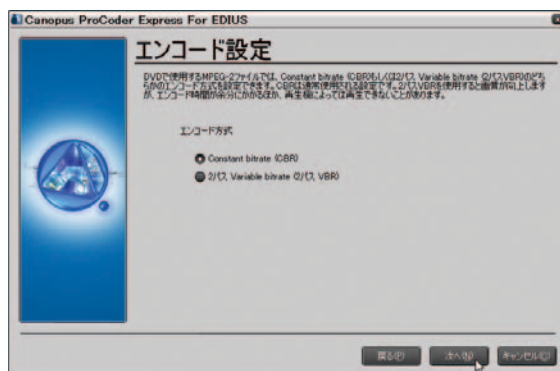 Canopus ProCoder Express For EDIUS
エンコード設定
DVDで使用するMPEG-2ファイルでは、Constant bitrate (CBR)もしくは2パス Variable bitrate (2パスVBR)のどち
らかのエンコード方式を設定できます。CBRは通常使用される設定です。2パスVBRを使用すると画質が向上します
が、エンコード時間が余分にかかるほか、再生機によっては再生できないことがあります。
エンコード方式
Constant bitrate (CBR)
2パス Variable bitrate (2パス VBR)
戻る(P)
次へ(N)
キャンセル(C)